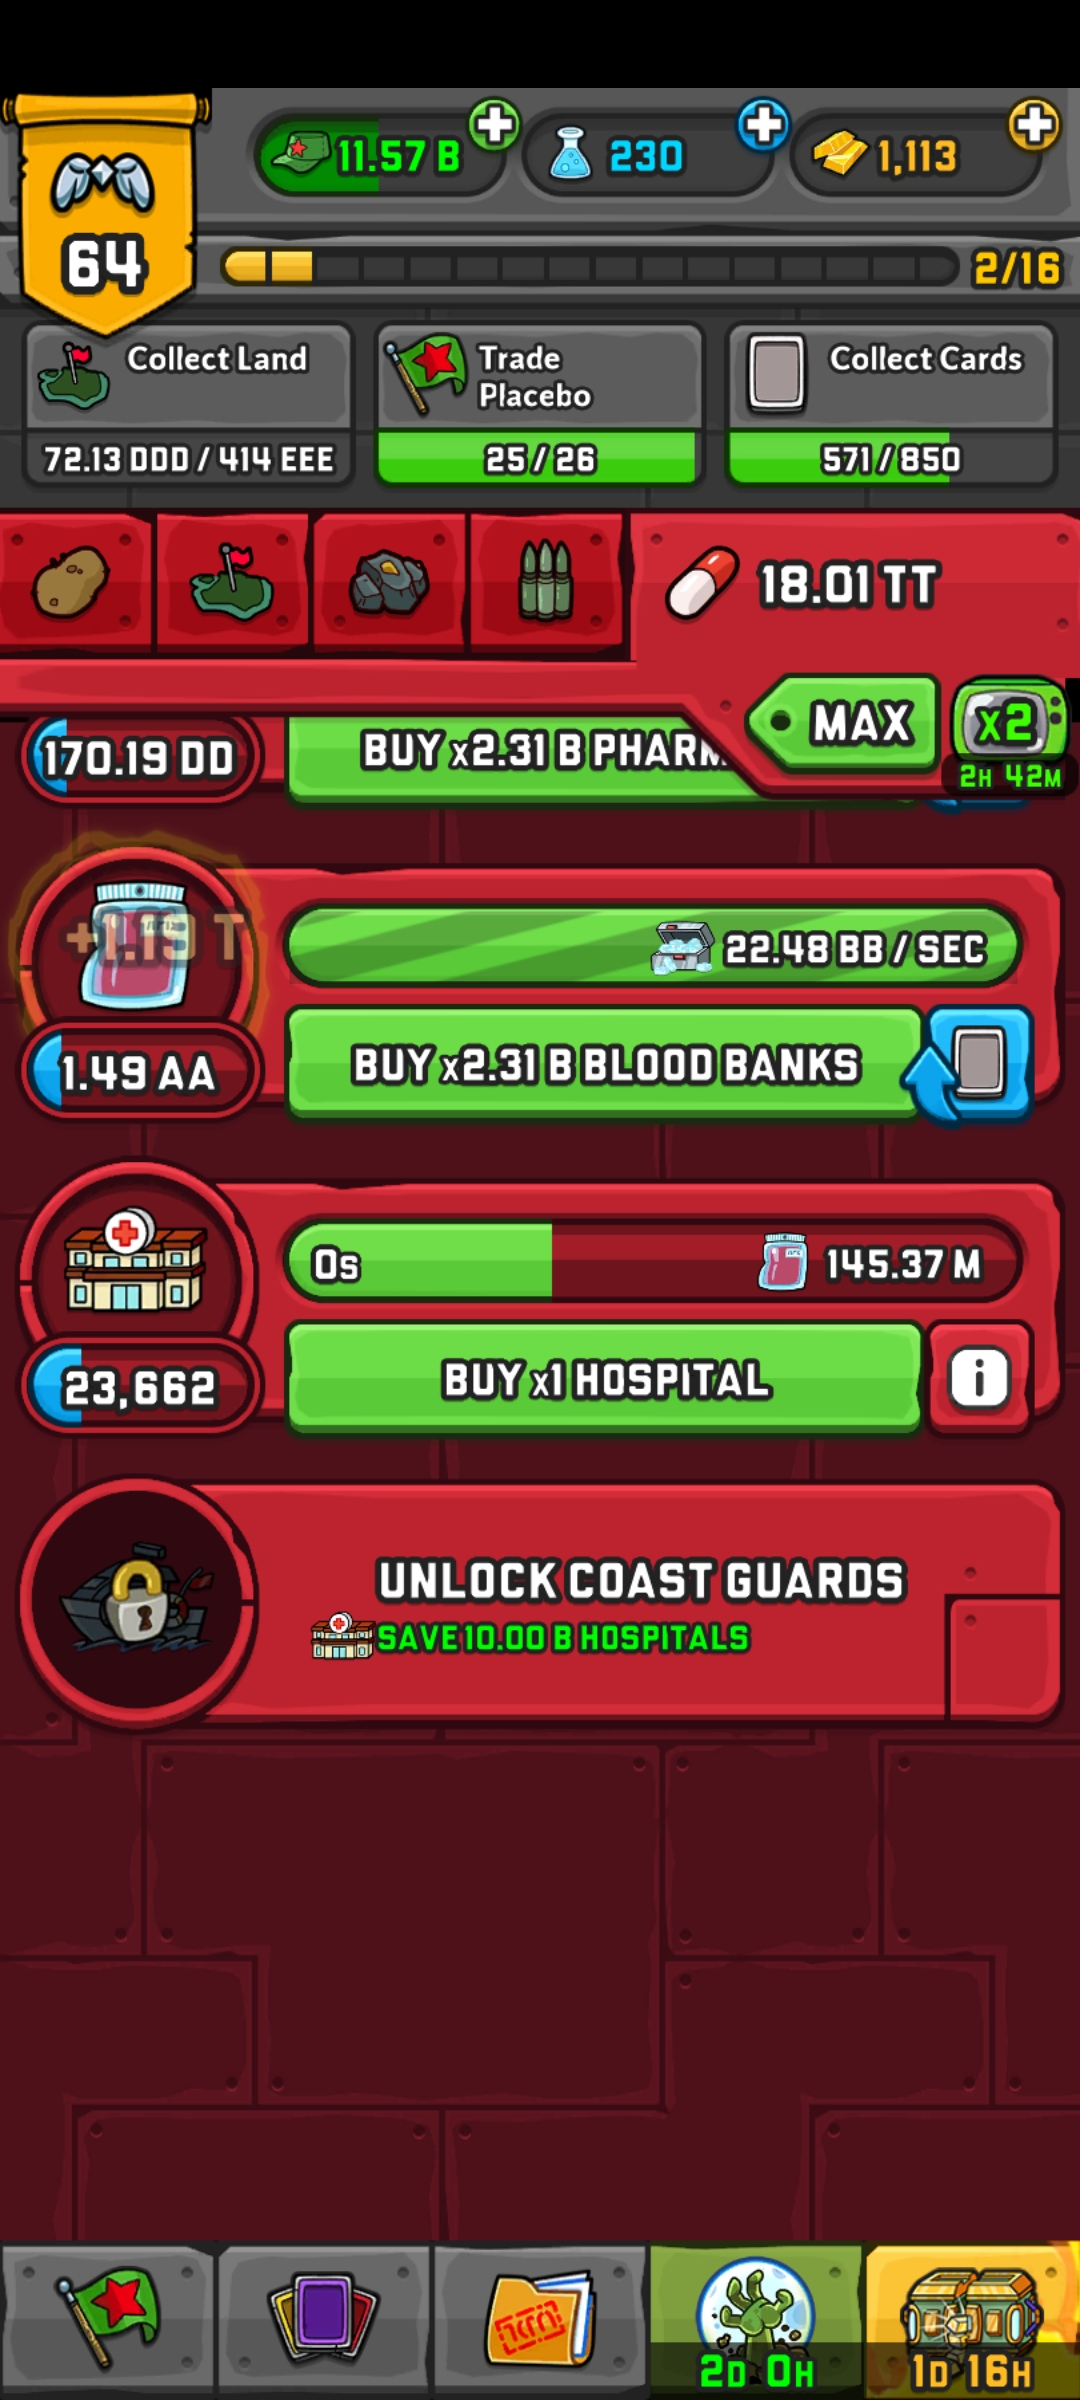 64
11.57 B
230
1,113
2/16
Collect Land
72.13 DDD / 414 EEE
Trade
Placebo
25 / 26
Collect Cards
571 / 850
18.01 TT
MAX
X2
2H 42M
170.19 DD
BUY x2.31 B PHARM
+1.19 T
22.48 BB / SEC
1.49 AA
BUY x2.31 B BLOOD BANKS
0s
145.37 M
23,662
BUY x1 HOSPITAL
i
UNLOCK COAST GUARDS
SAVE 10.00 B HOSPITALS
2D 0H
1D 16H